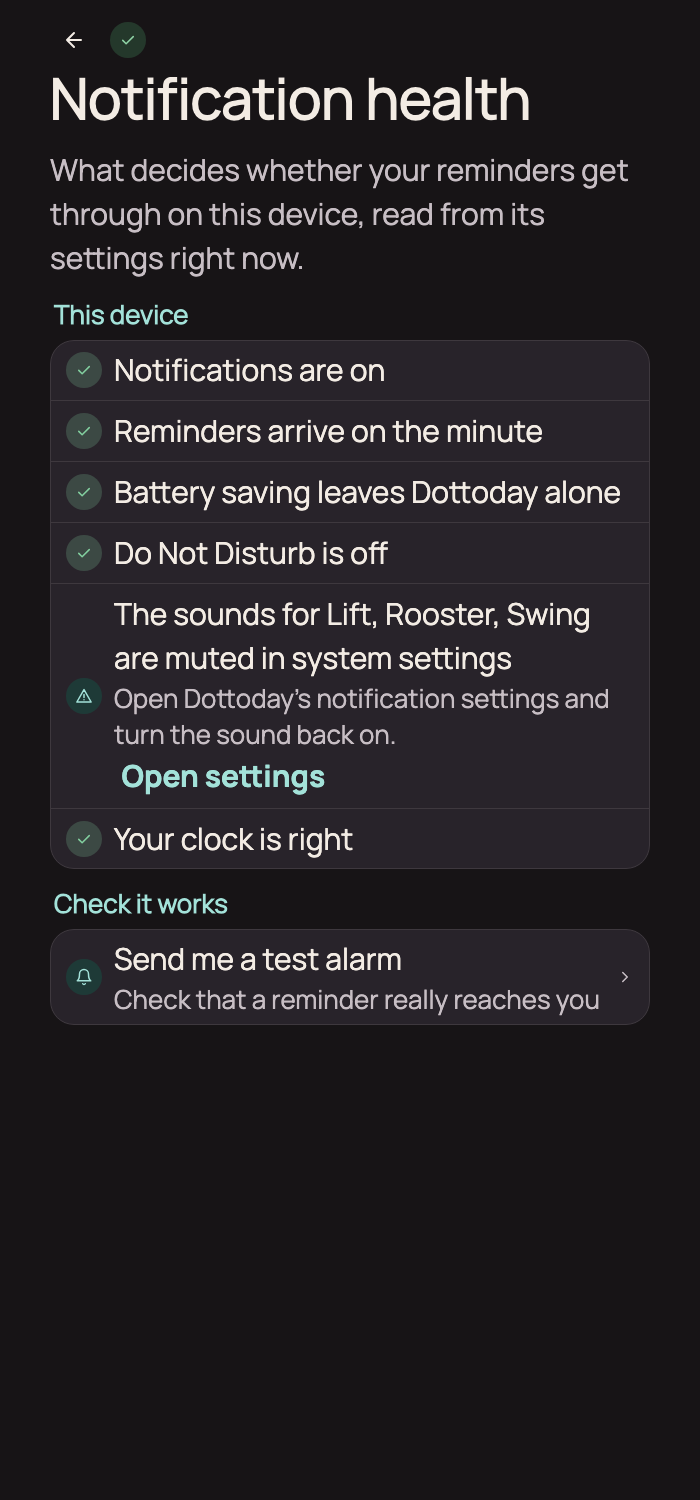 Notification health
What decides whether your reminders get
through on this device, read from its
settings right now.
This device
Notifications are on
Reminders arrive on the minute
Battery saving leaves Dottoday alone
Do Not Disturb is off
The sounds for Lift, Rooster, Swing
are muted in system settings
Open Dottoday’s notification settings and
turn the sound back on.
Open settings
Your clock is right
Check it works
Send me a test alarm
Check that a reminder really reaches you